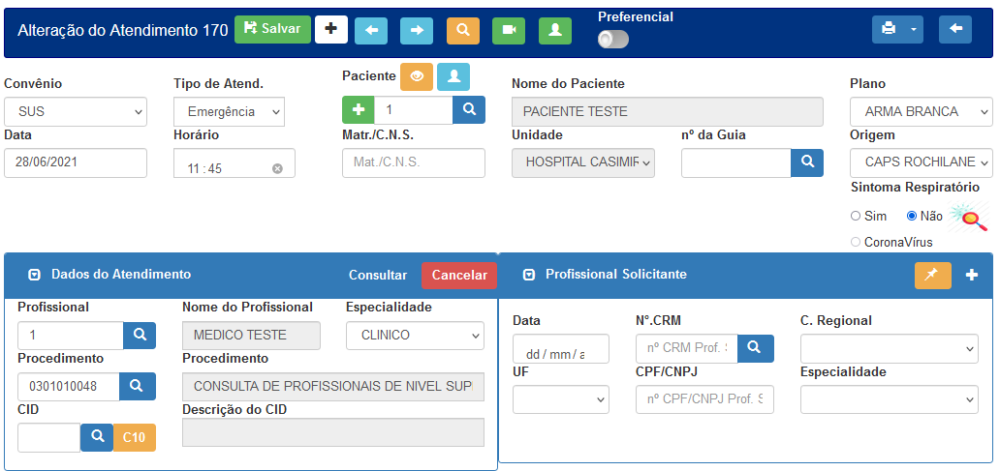 Alteração do Atendimento 170 Salvar Preferencial
Convênio Tipo de Atend. Paciente Nome do Paciente Plano
SUS Emergência 1 PACIENTE TESTE ARMA BRANCA
Data Horário Matr./C.N.S. Unidade nº da Guia Origem
28/06/2021 11:45 Mat./C.N.S. HOSPITAL CASIMIR CAPS ROCHILANE
Sintoma Respiratório
Sim Não
CoronaVírus
Dados do Atendimento Consultar Cancelar
Profissional Nome do Profissional Especialidade
1 MEDICO TESTE CLINICO
Procedimento Procedimento
0301010048 CONSULTA DE PROFISSIONAIS DE NIVEL SUP
CID Descrição do CID
C10
Profissional Solicitante
Data Nº.CRM C. Regional
dd/mm/a nº CRM Prof. S
UF CPF/CNPJ Especialidade
nº CPF/CNPJ Prof. S